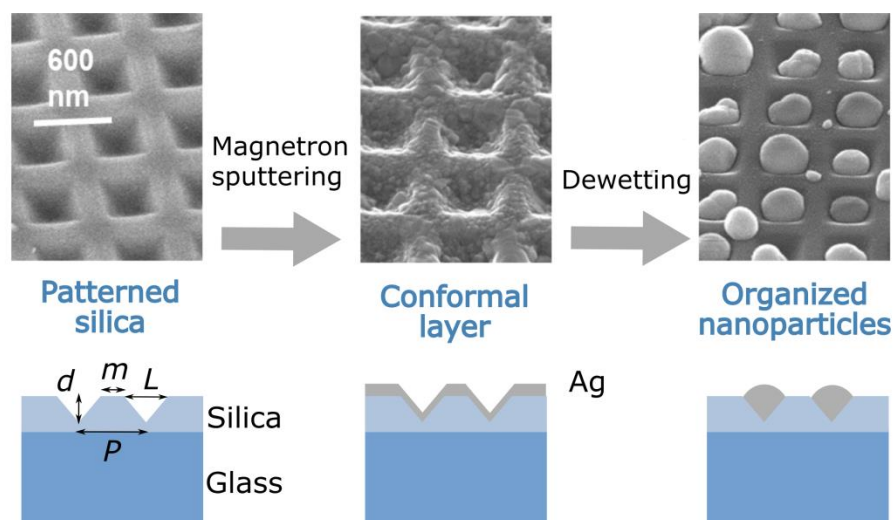 600
nm
Magnetron
sputtering
Dewetting
Patterned
silica
Conformal
layer
Organized
nanoparticles
d
m
L
P
Silica
Glass
Ag